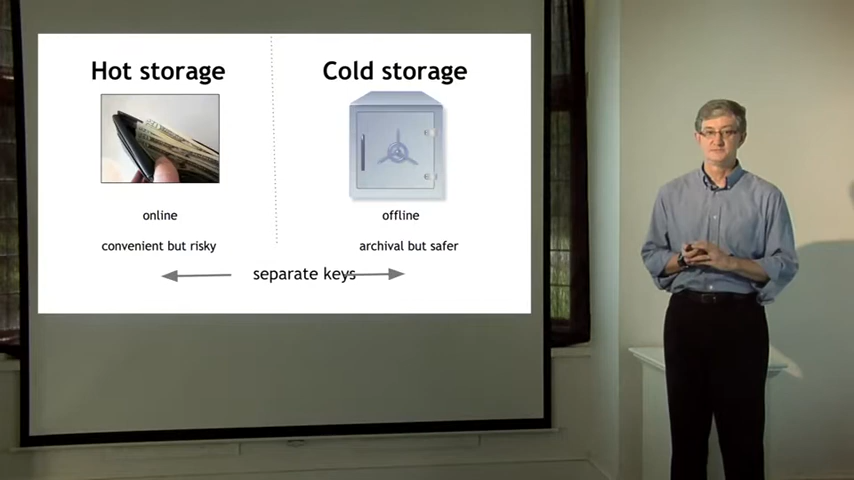 Hot storage
Cold storage
online
offline
convenient but risky
archival but safer
separate keys